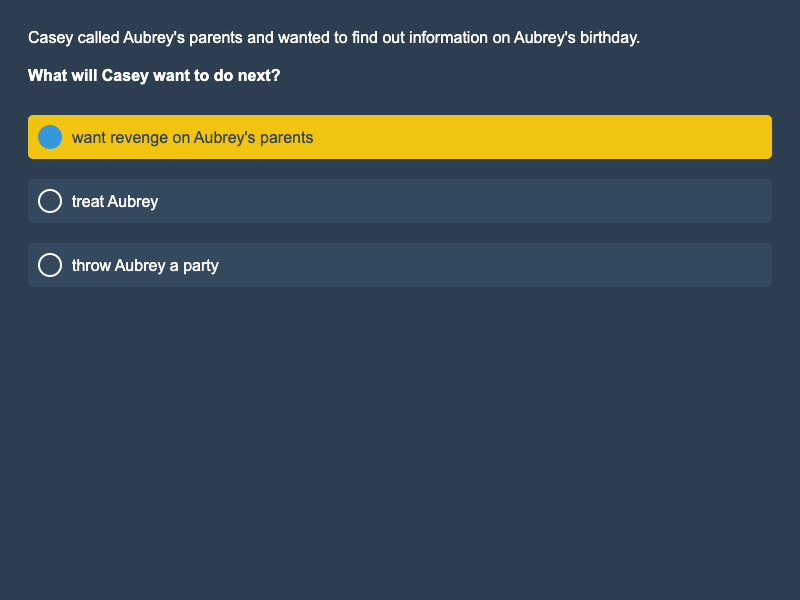 Casey called Aubrey's parents and wanted to find out information on Aubrey's birthday.
What will Casey want to do next?
want revenge on Aubrey's parents
treat Aubrey
throw Aubrey a party